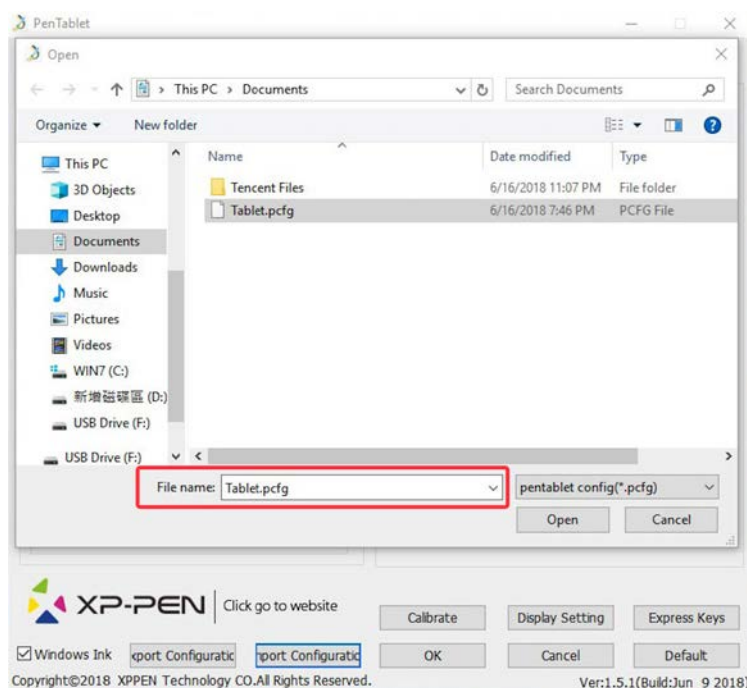 PenTablet
Open
This PC > Documents
Search Documents
Organize
New folder
Name
Date modified
Type
This PC
3D Objects
Desktop
Documents
Downloads
Music
Pictures
Videos
WIN7 (C:)
新增磁碟區 (D:)
USB Drive (F:)
USB Drive (F:)
Tencent Files 6/16/2018 11:07 PM File folder
Tablet.pcfg 6/16/2018 7:46 PM PCFG File
File name: Tablet.pcfg
pentablet config(*.pcfg)
Open
Cancel
XP-PEN
Click go to website
Calibrate
Display Setting
Express Keys
Windows Ink
xport Configuratic
nport Configuratic
OK
Cancel
Default
Copyright©2018 XPPEN Technology CO.All Rights Reserved.
Ver:1.5.1(Build:Jun 9 2018)